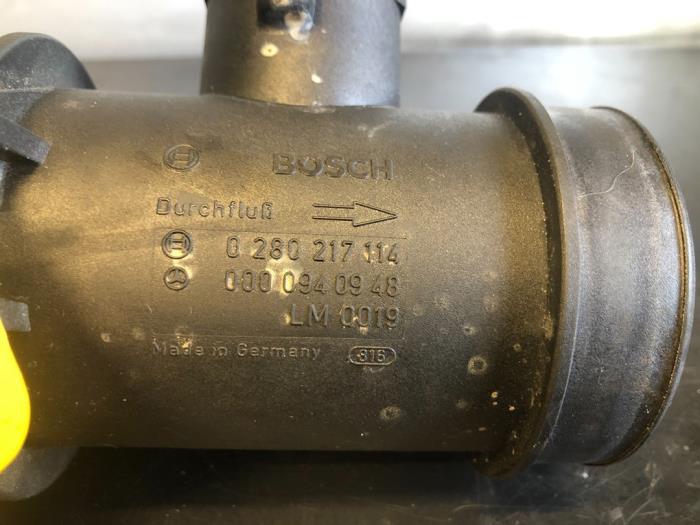 BOSCH
Durchfluß
0 280 217 114
000 094 09 48
LM 0019
Made in Germany 316